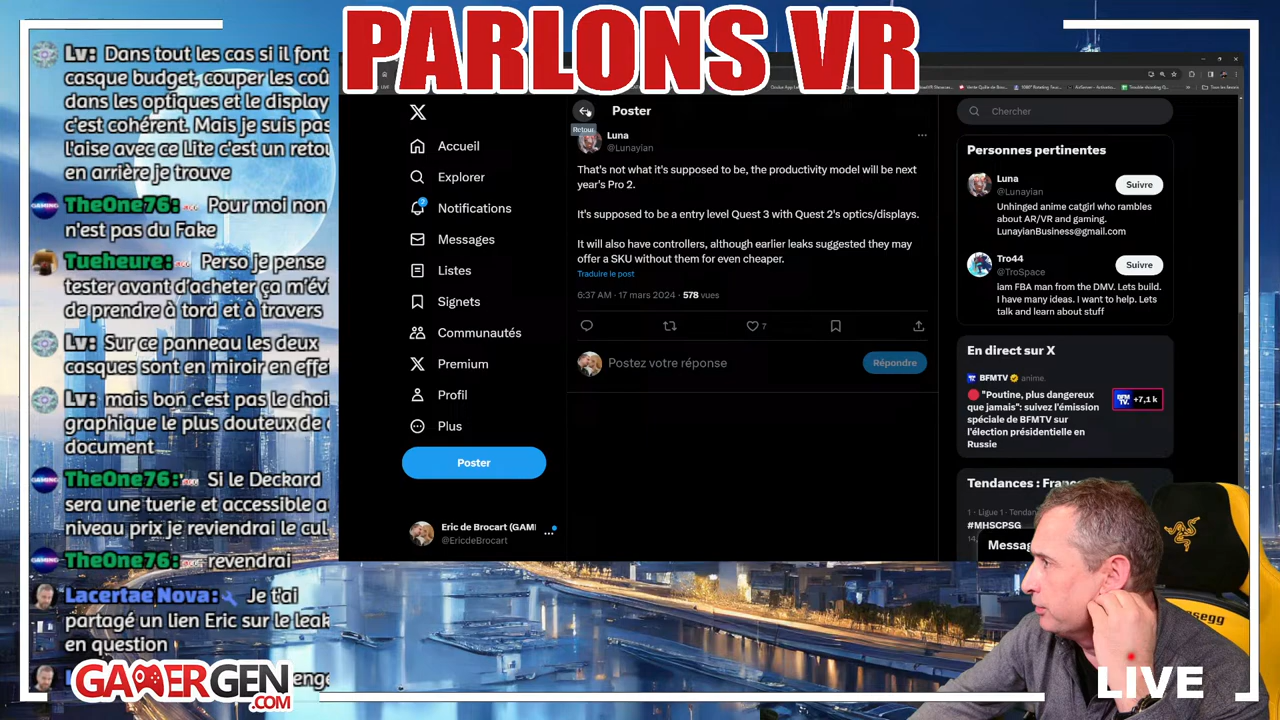 PARLONS VR
Lv: Dans tout les cas si il font
casque budget, couper les coû
dans les optiques et le display
c'est cohérent. Mais je suis pas
l'aise avec ce Lite c'est un retou
en arrière je trouve
TheOne76: Pour moi non
n'est pas du Fake
Tueheure: Perso je pense
tester avant d'acheter ça m'évi
de prendre à tord et à travers
Lv: Sur ce panneau les deux
casques sont en miroir en effe
Lv: mais bon c'est pas le choi
graphique le plus douteux de c
document
TheOne76: Si le Deckard
sera une tuerie et accessible a
niveau prix je reviendrai le cul
TheOne76: revendrai
Lacertae Nova: Je t'ai
partagé un lien Eric sur le leak
en question
GAMERGEN
.COM
Accueil
Explorer
2
Notifications
Messages
Listes
Signets
Communautés
Premium
Profil
Plus
Poster
Eric de Brocart (GAMI
@EricdeBrocart
Poster
Retour
Luna
@Lunayian
That's not what it's supposed to be, the productivity model will be next
year's Pro 2.
It's supposed to be a entry level Quest 3 with Quest 2's optics/displays.
It will also have controllers, although earlier leaks suggested they may
offer a SKU without them for even cheaper.
Traduire le post
6:37 AM · 17 mars 2024 · 578 vues
7
Postez votre réponse
Répondre
Chercher
Personnes pertinentes
Luna
@Lunayian
Suivre
Unhinged anime catgirl who rambles
about AR/VR and gaming.
LunayianBusiness@gmail.com
Tro44
@TroSpace
Suivre
Iam FBA man from the DMV. Lets build.
I have many ideas. I want to help. Lets
talk and learn about stuff
En direct sur X
BFMTV anime.
"Poutine, plus dangereux
que jamais": suivez l'émission
spéciale de BFMTV sur
l'élection présidentielle en
Russie
BFM
TV
+7,1 k
Tendances : Franc
1 · Ligue 1 · Tendan
#MHSCPSG
Messag
LIVE